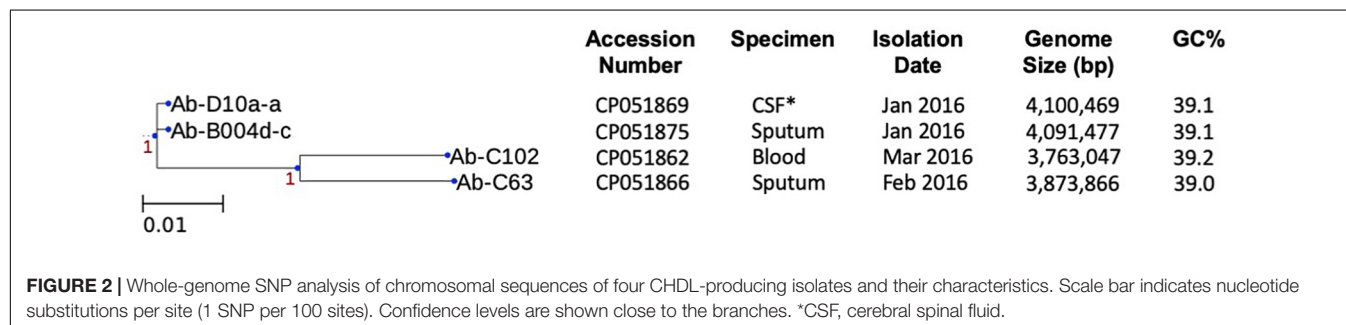 Accession Number Specimen Isolation Date Genome Size (bp) GC%
Ab-D10a-a CP051869 CSF* Jan 2016 4,100,469 39.1
Ab-B004d-c CP051875 Sputum Jan 2016 4,091,477 39.1
1
Ab-C102 CP051862 Blood Mar 2016 3,763,047 39.2
1
Ab-C63 CP051866 Sputum Feb 2016 3,873,866 39.0
0.01
FIGURE 2 | Whole-genome SNP analysis of chromosomal sequences of four CHDL-producing isolates and their characteristics. Scale bar indicates nucleotide
substitutions per site (1 SNP per 100 sites). Confidence levels are shown close to the branches. *CSF, cerebral spinal fluid.